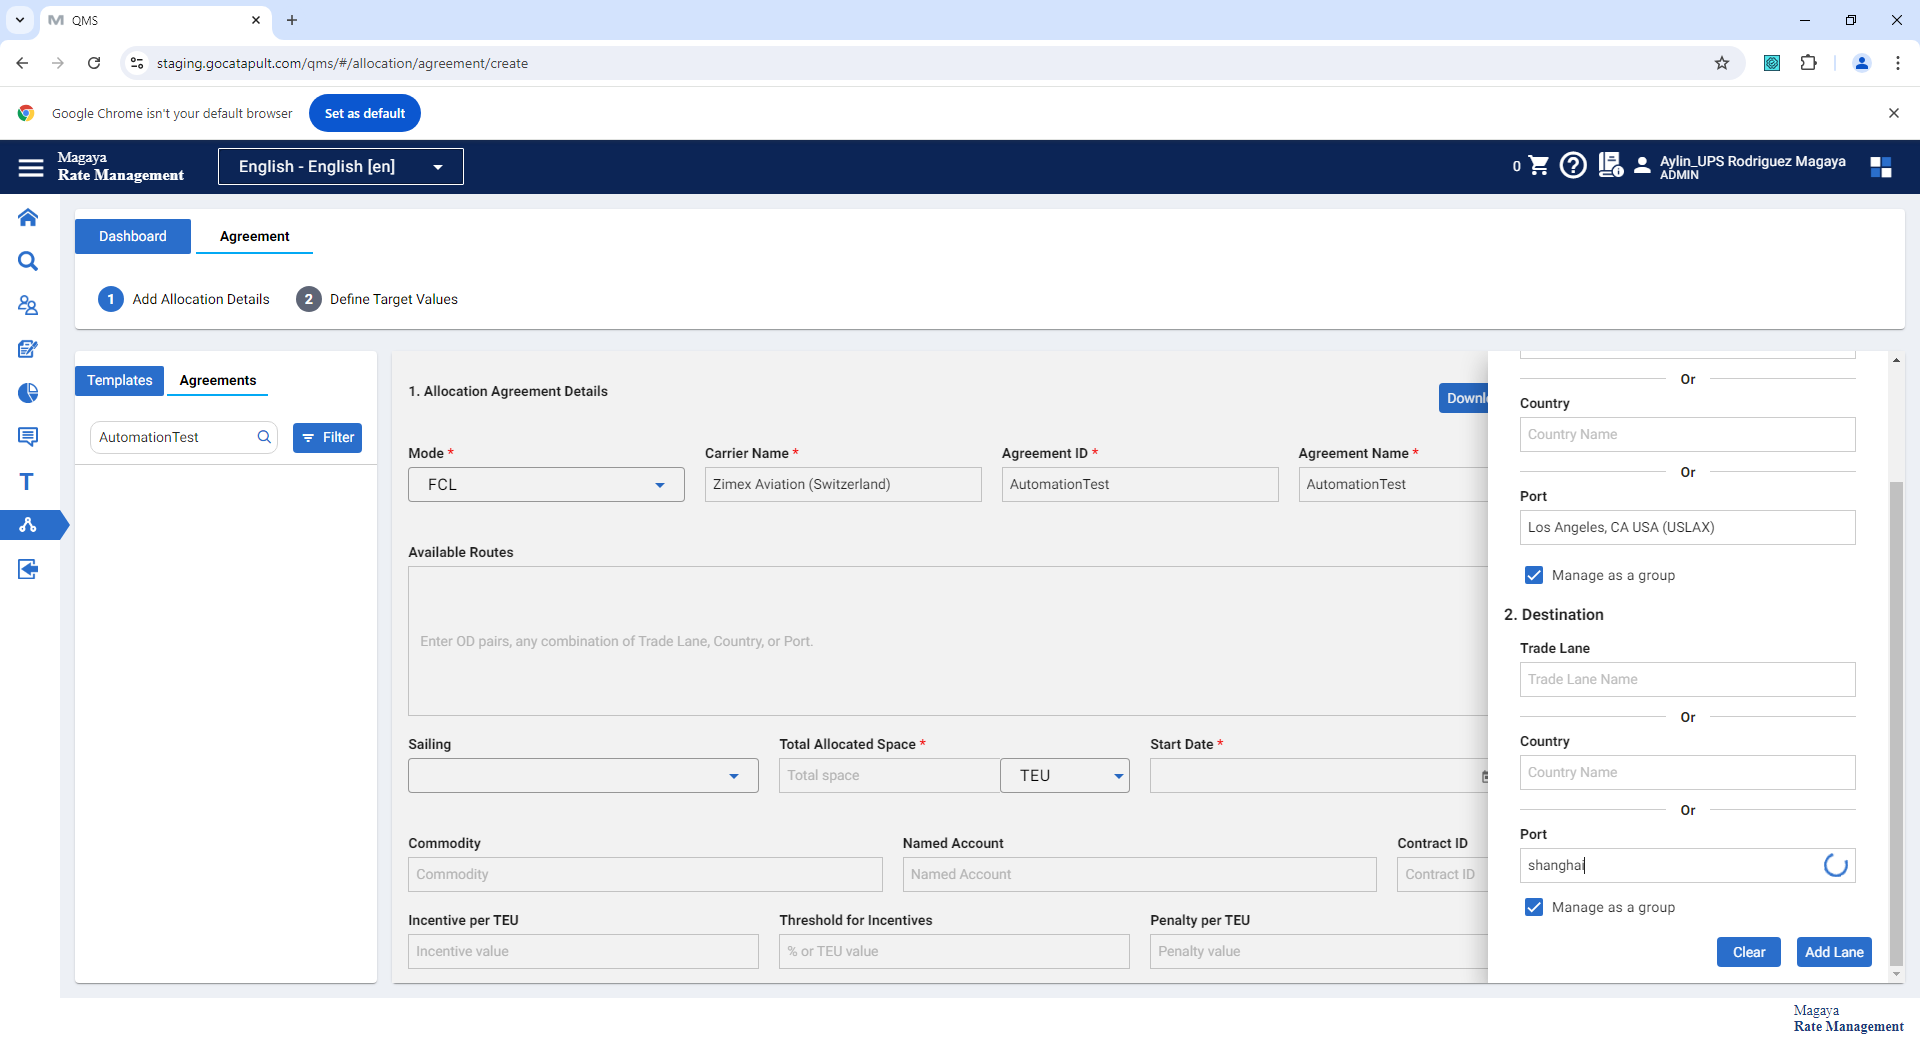 QMS
staging.gocatapult.com/qms/#/allocation/agreement/create
Google Chrome isn't your default browser
Set as default
Magaya
Rate Management
English - English [en]
0
Aylin_UPS Rodriguez Magaya
ADMIN
Dashboard
Agreement
1 Add Allocation Details
2 Define Target Values
Templates
Agreements
AutomationTest
Filter
1. Allocation Agreement Details
Downl
Mode *
Carrier Name *
Agreement ID *
Agreement Name *
FCL
Zimex Aviation (Switzerland)
AutomationTest
AutomationTest
Available Routes
Enter OD pairs, any combination of Trade Lane, Country, or Port.
Sailing
Total Allocated Space *
Start Date *
Total space
TEU
Commodity
Named Account
Contract ID
Commodity
Named Account
Contract ID
Incentive per TEU
Threshold for Incentives
Penalty per TEU
Incentive value
% or TEU value
Penalty value
Or
Country
Country Name
Or
Port
Los Angeles, CA USA (USLAX)
Manage as a group
2. Destination
Trade Lane
Trade Lane Name
Or
Country
Country Name
Or
Port
shanghai
Manage as a group
Clear
Add Lane
Magaya
Rate Management